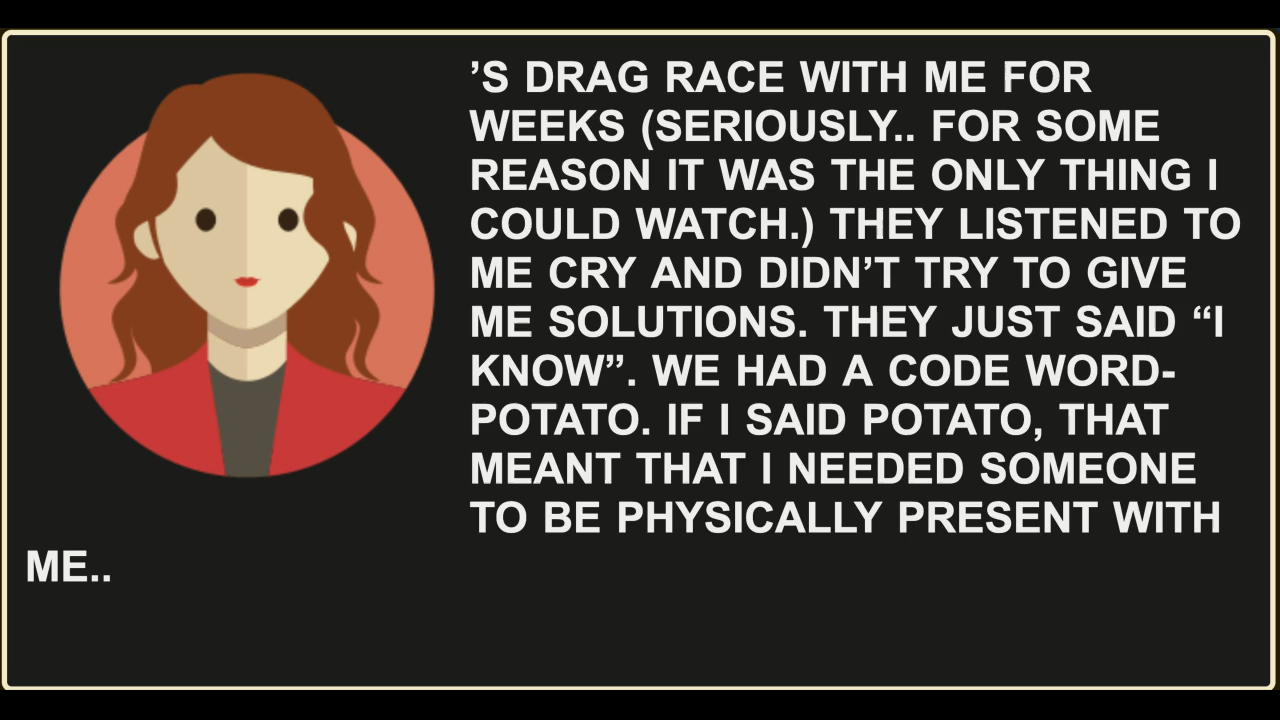 ’S DRAG RACE WITH ME FOR
WEEKS (SERIOUSLY.. FOR SOME
REASON IT WAS THE ONLY THING I
COULD WATCH.) THEY LISTENED TO
ME CRY AND DIDN’T TRY TO GIVE
ME SOLUTIONS. THEY JUST SAID “I
KNOW”. WE HAD A CODE WORD-
POTATO. IF I SAID POTATO, THAT
MEANT THAT I NEEDED SOMEONE
TO BE PHYSICALLY PRESENT WITH
ME..